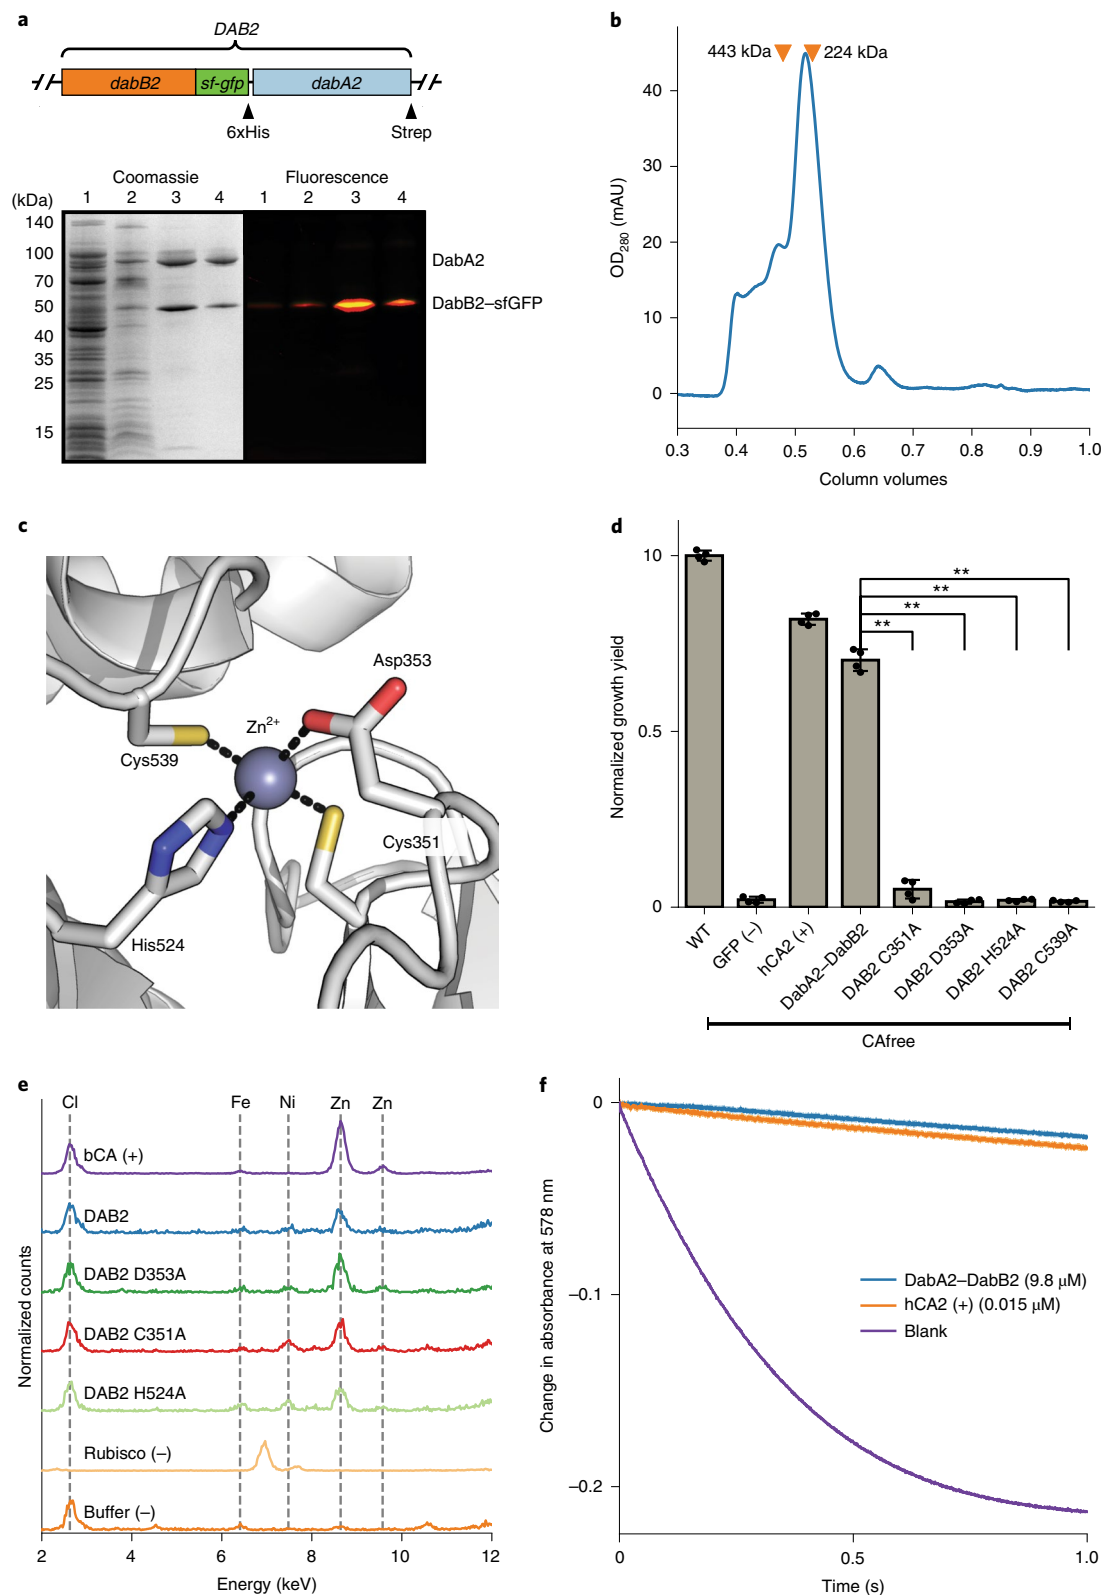 a
DAB2
dabB2
sf-gfp
dabA2
6xHis
Strep
Coomassie
Fluorescence
(kDa)
1 2 3 4 1 2 3 4
140
100
70
50
40
35
25
15
DabA2
DabB2–sfGFP
b
443 kDa
224 kDa
OD280 (mAU)
40
30
20
10
0
0.3 0.4 0.5 0.6 0.7 0.8 0.9 1.0
Column volumes
c
Asp353
Zn2+
Cys539
Cys351
His524
d
Normalized growth yield
10
0.5
0
**
**
**
**
WT
GFP (–)
hCA2 (+)
DabA2–DabB2
DAB2 C351A
DAB2 D353A
DAB2 H524A
DAB2 C539A
CAfree
e
Cl Fe Ni Zn Zn
bCA (+)
DAB2
DAB2 D353A
DAB2 C351A
DAB2 H524A
Rubisco (–)
Buffer (–)
Normalized counts
2 4 6 8 10 12
Energy (keV)
f
Change in absorbance at 578 nm
0
–0.1
–0.2
DabA2–DabB2 (9.8 μM)
hCA2 (+) (0.015 μM)
Blank
0 0.5 1.0
Time (s)